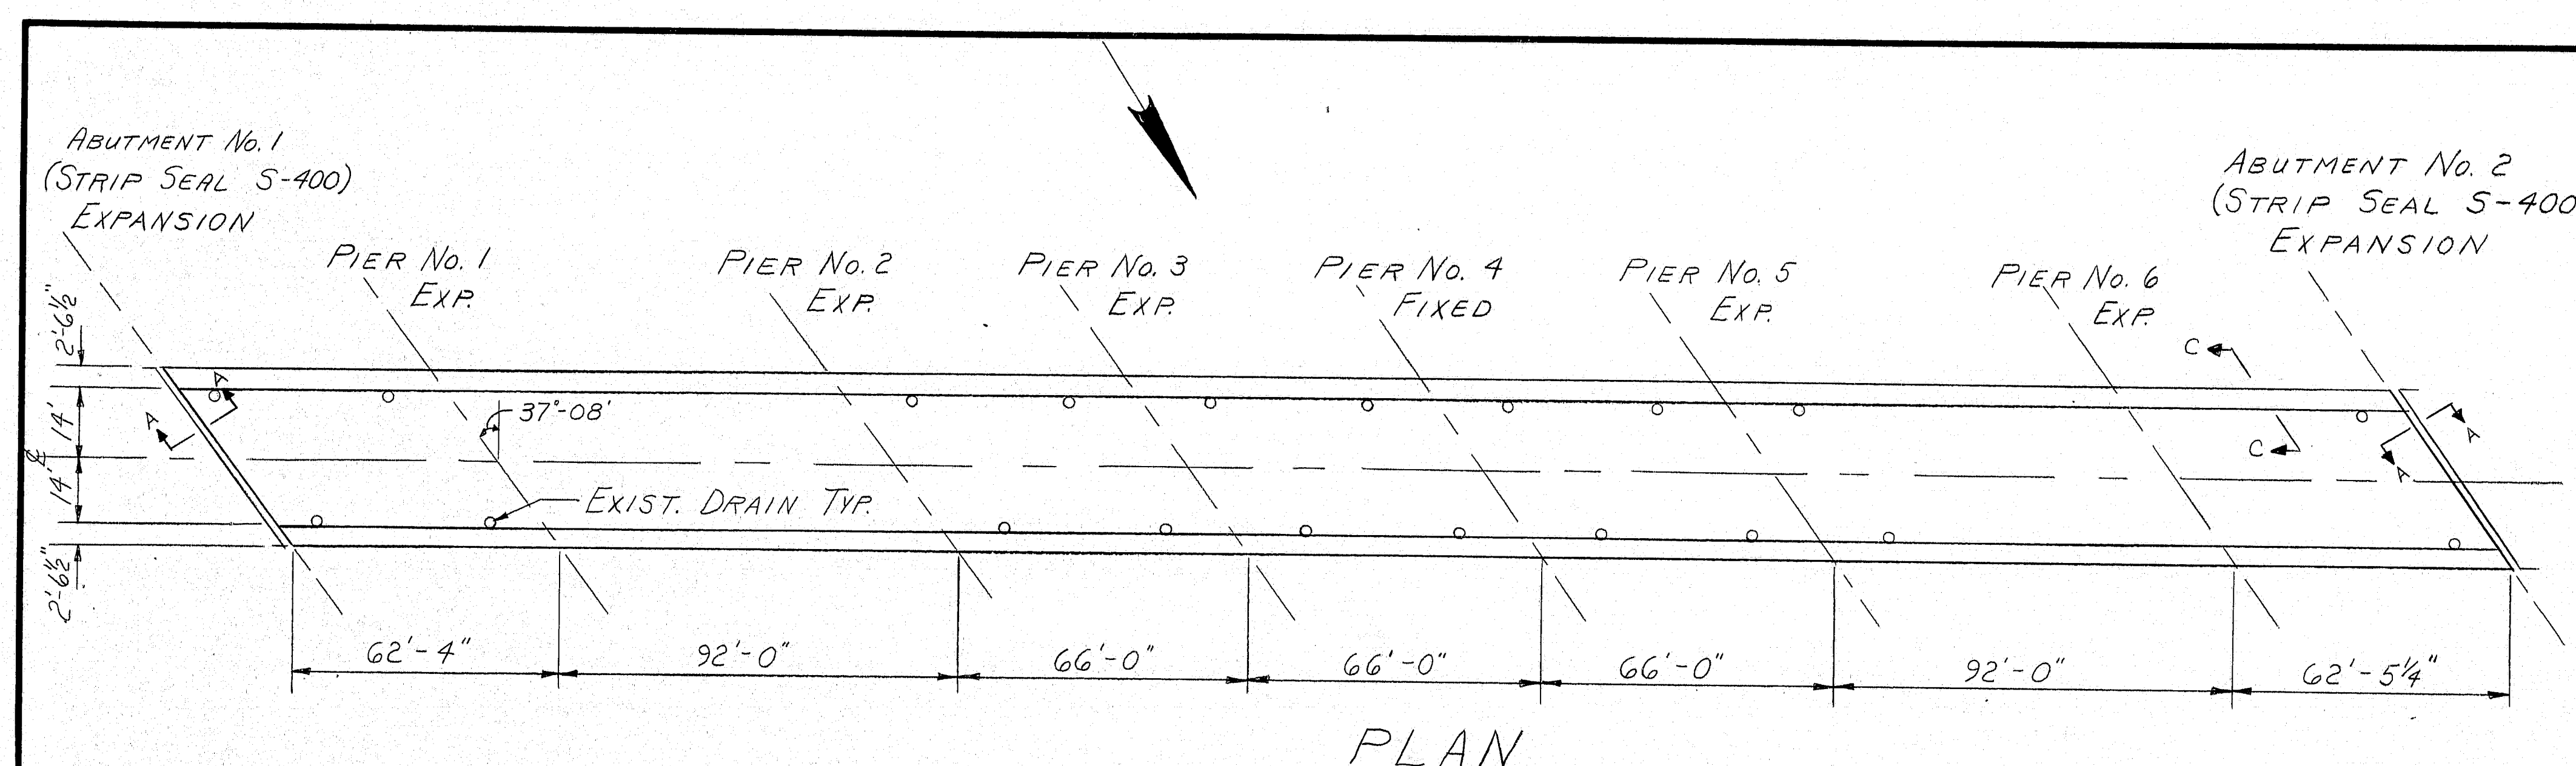 ABUTMENT No. 1
(STRIP SEAL S-400)
EXPANSION
PIER No. 1
EXP.
PIER No. 2
EXP.
PIER No. 3
EXP.
PIER No. 4
FIXED
PIER No. 5
EXP.
PIER No. 6
EXP.
ABUTMENT No. 2
(STRIP SEAL S-400
EXPANSION
2'-6½"
14'
℄
14'
2'-6½"
A
A
37°-08'
EXIST. DRAIN TYP.
C
C
A
A
62'-4"
92'-0"
66'-0"
66'-0"
66'-0"
92'-0"
62'-5¼"
PLAN